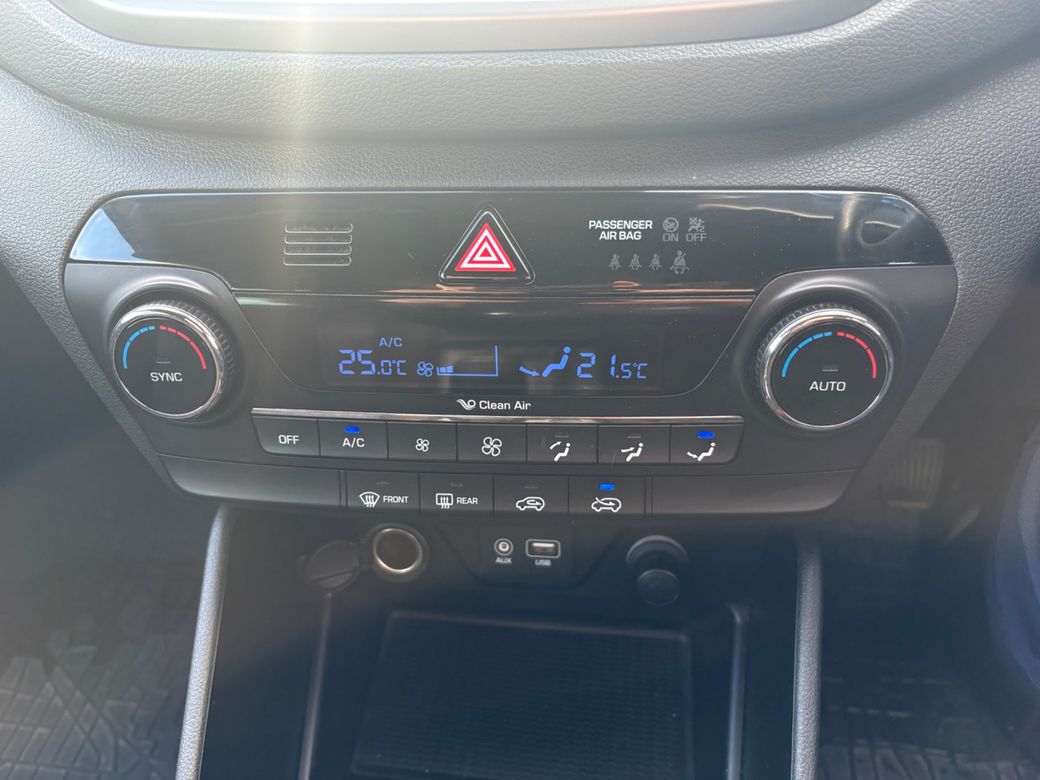 PASSENGER
AIR BAG
ON OFF
A/C
25.0°C 21.5°C
SYNC
AUTO
Clean Air
OFF A/C
FRONT REAR
AUX USB